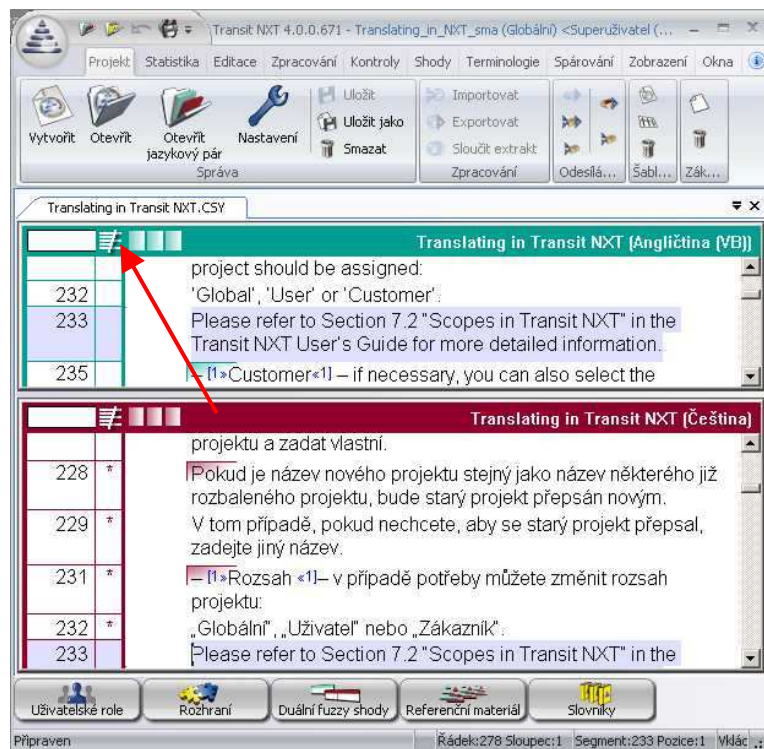 Transit NXT 4.0.0.671 - Translating_in_NXT_sma (Globální) <Superuživatel (...
Projekt Statistika Editace Zpracování Kontroly Shody Terminologie Spárování Zobrazení Okna
Vytvořit Otevřít Otevřít jazykový pár Nastavení
Uložit
Uložit jako
Smazat
Importovat
Exportovat
Sloučit extrakt
Správa Zpracování Odesílá... Šabl... Zák...
Translating in Transit NXT.CSY
Translating in Transit NXT (Angličtina (VB))
project should be assigned:
232 'Global', 'User' or 'Customer'.
233 Please refer to Section 7.2 "Scopes in Transit NXT" in the
Transit NXT User's Guide for more detailed information.
235 – [1»Customer«1] – if necessary, you can also select the
Translating in Transit NXT (Čeština)
projektu a zadat vlastní.
228 * Pokud je název nového projektu stejný jako název některého již
rozbaleného projektu, bude starý projekt přepsán novým.
229 * V tom případě, pokud nechcete, aby se starý projekt přepsal,
zadejte jiný název.
231 * – [1»Rozsah «1]– v případě potřeby můžete změnit rozsah
projektu:
232 * „Globální", „Uživatel" nebo „Zákazník".
233 Please refer to Section 7.2 "Scopes in Transit NXT" in the
Uživatelské role Rozhraní Duální fuzzy shody Referenční materiál Slovníky
Připraven Řádek:278 Sloupec:1 Segment:233 Pozice:1 Vklác